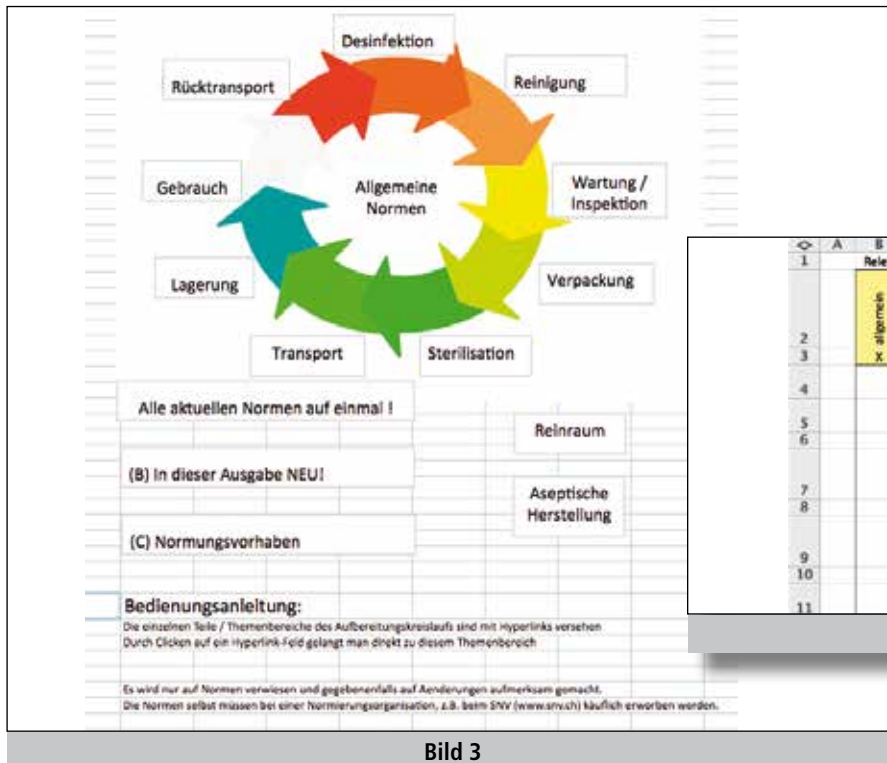 Desinfektion
Rücktransport
Reinigung
Gebrauch
Allgemeine
Normen
Wartung /
Inspektion
Lagerung
Verpackung
Transport
Sterilisation
Alle aktuellen Normen auf einmal !
Reinraum
(B) In dieser Ausgabe NEU!
Aseptische
Herstellung
(C) Normungsvorhaben
Bedienungsanleitung:
Die einzelnen Teile / Themenbereiche des Aufbereitungskreislaufs sind mit Hyperlinks versehen
Durch Clicken auf ein Hyperlink-Feld gelangt man direkt zu diesem Themenbereich
Es wird nur auf Normen verwiesen und gegebenenfalls auf Aenderungen aufmerksam gemacht.
Die Normen selbst müssen bei einer Normierungsorganisation, z.B. beim SNV (www.snv.ch) käuflich erworben werden.
Bild 3
A B
1 Rele
allgemein
2
3 x
4
5
6
7
8
9
10
11